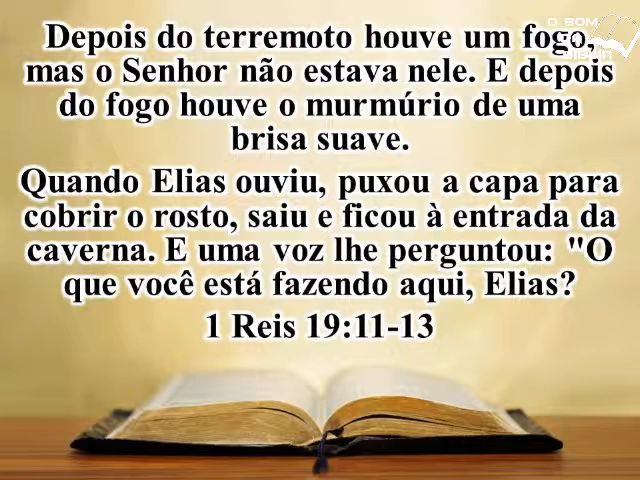 Depois do terremoto houve um fogo,
mas o Senhor não estava nele. E depois
do fogo houve o murmúrio de uma
brisa suave.
Quando Elias ouviu, puxou a capa para
cobrir o rosto, saiu e ficou à entrada da
caverna. E uma voz lhe perguntou: "O
que você está fazendo aqui, Elias?
1 Reis 19:11-13
O BOM